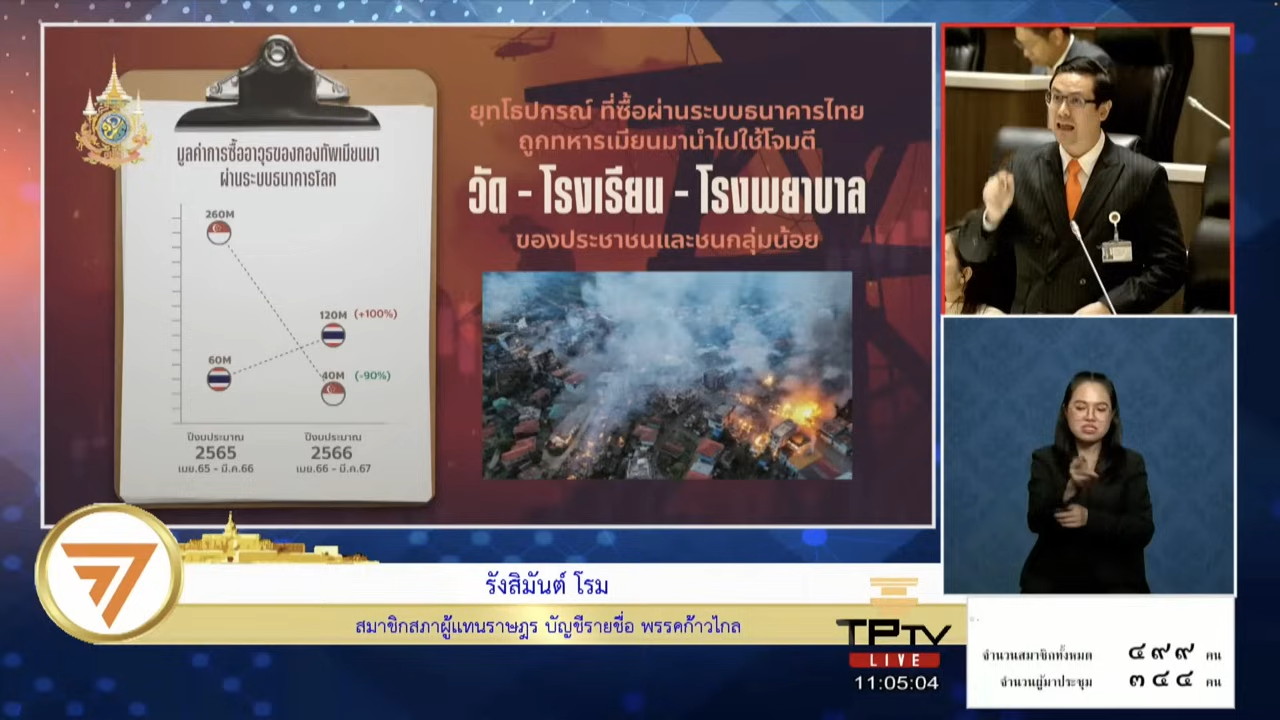 มูลค่าการซื้ออาวุธของกองทัพเมียนมา
ผ่านระบบธนาคารโลก
260M
120M (+100%)
60M
40M (-90%)
ปีงบประมาณ
2565
เมย.65 - มี.ค.66
ปีงบประมาณ
2566
เม.ย.66 - มี.ค.67
ยุทโธปกรณ์ ที่ซื้อผ่านระบบธนาคารไทย
ถูกทหารเมียนมานำไปใช้โจมตี
วัด - โรงเรียน - โรงพยาบาล
ของประชาชนและชนกลุ่มน้อย
รังสิมันต์ โรม
สมาชิกสภาผู้แทนราษฎร บัญชีรายชื่อ พรรคก้าวไกล
TPTV
LIVE
11:05:04
จำนวนสมาชิกทั้งหมด ๔๙๙ คน
จำนวนผู้มาประชุม ๓๔๔ คน